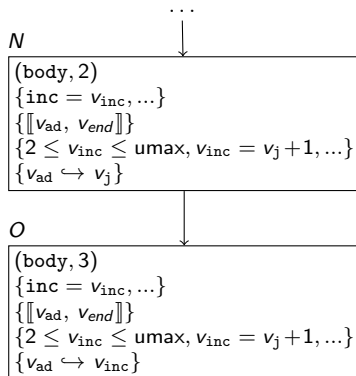 ...
N
(body, 2)
{inc = v_inc, ...}
{⟦v_ad, v_end⟧}
{2 ≤ v_inc ≤ umax, v_inc = v_j + 1, ...}
{v_ad ↪ v_j}
O
(body, 3)
{inc = v_inc, ...}
{⟦v_ad, v_end⟧}
{2 ≤ v_inc ≤ umax, v_inc = v_j + 1, ...}
{v_ad ↪ v_inc}